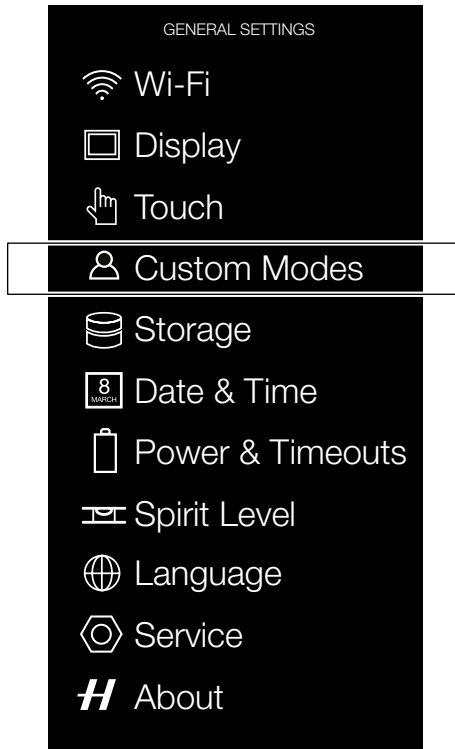 GENERAL SETTINGS
Wi-Fi
Display
Touch
Custom Modes
Storage
8
MARCH
Date & Time
Power & Timeouts
Spirit Level
Language
Service
H About